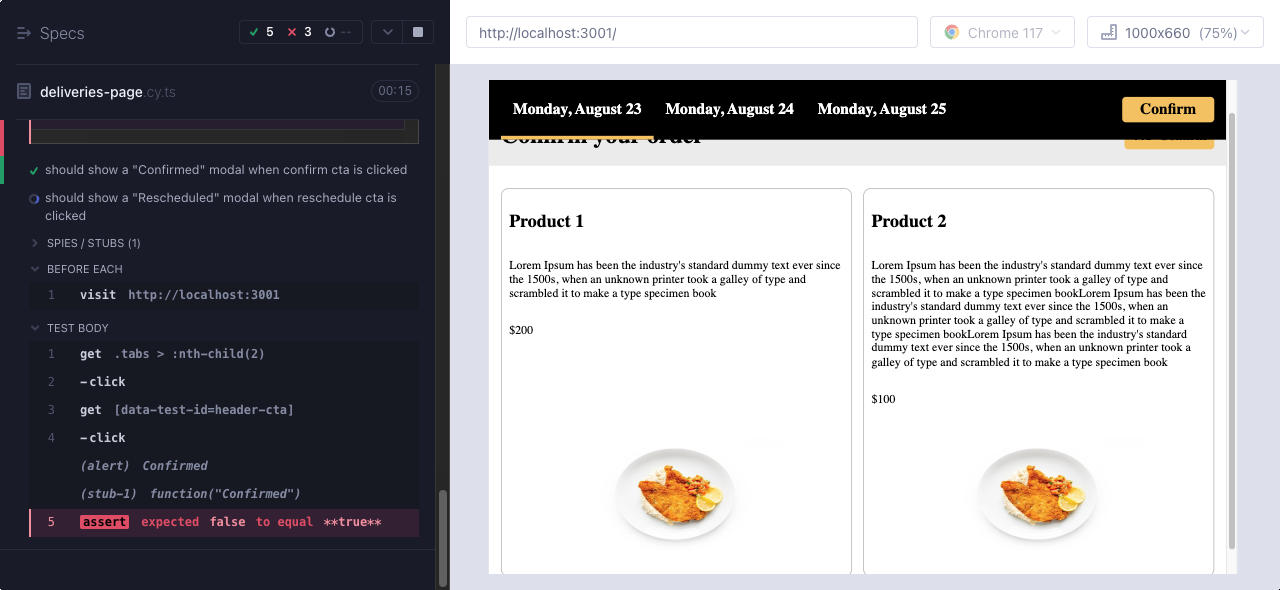 Specs
5
3
--
deliveries-page.cy.ts
00:15
should show a "Confirmed" modal when confirm cta is clicked
should show a "Rescheduled" modal when reschedule cta is
clicked
SPIES / STUBS (1)
BEFORE EACH
1 visit http://localhost:3001
TEST BODY
1 get .tabs > :nth-child(2)
2 -click
3 get [data-test-id=header-cta]
4 -click
(alert) Confirmed
(stub-1) function("Confirmed")
5 assert expected false to equal **true**
http://localhost:3001/
Chrome 117
1000x660 (75%)
Monday, August 23
Monday, August 24
Monday, August 25
Confirm
Confirm your order
Product 1
Lorem Ipsum has been the industry's standard dummy text ever since
the 1500s, when an unknown printer took a galley of type and
scrambled it to make a type specimen book
$200
Product 2
Lorem Ipsum has been the industry's standard dummy text ever since
the 1500s, when an unknown printer took a galley of type and
scrambled it to make a type specimen bookLorem Ipsum has been the
industry's standard dummy text ever since the 1500s, when an
unknown printer took a galley of type and scrambled it to make a
type specimen bookLorem Ipsum has been the industry's standard
dummy text ever since the 1500s, when an unknown printer took a
galley of type and scrambled it to make a type specimen book
$100